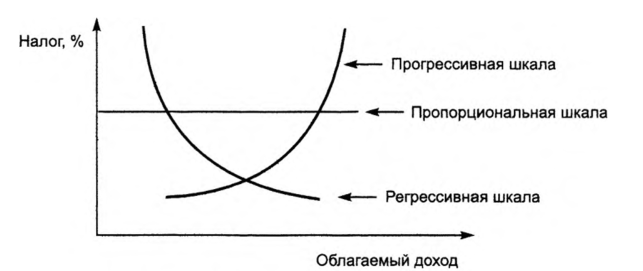 Налог, %
Прогрессивная шкала
Пропорциональная шкала
Регрессивная шкала
Облагаемый доход